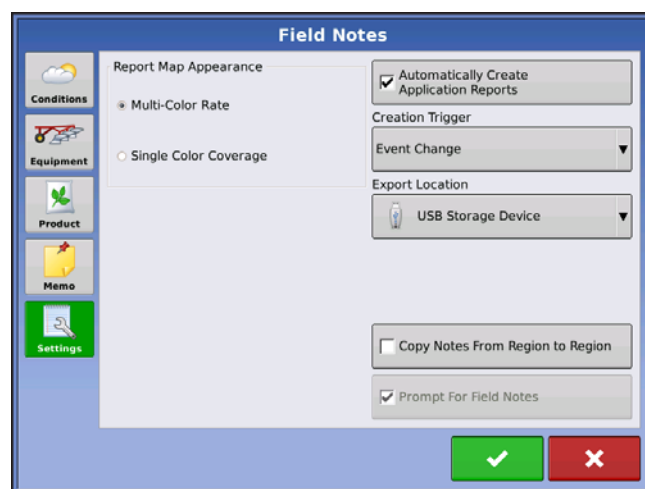 Field Notes
Conditions
Equipment
Product
Memo
Settings
Report Map Appearance
Multi-Color Rate
Single Color Coverage
Automatically Create
Application Reports
Creation Trigger
Event Change
Export Location
USB Storage Device
Copy Notes From Region to Region
Prompt For Field Notes